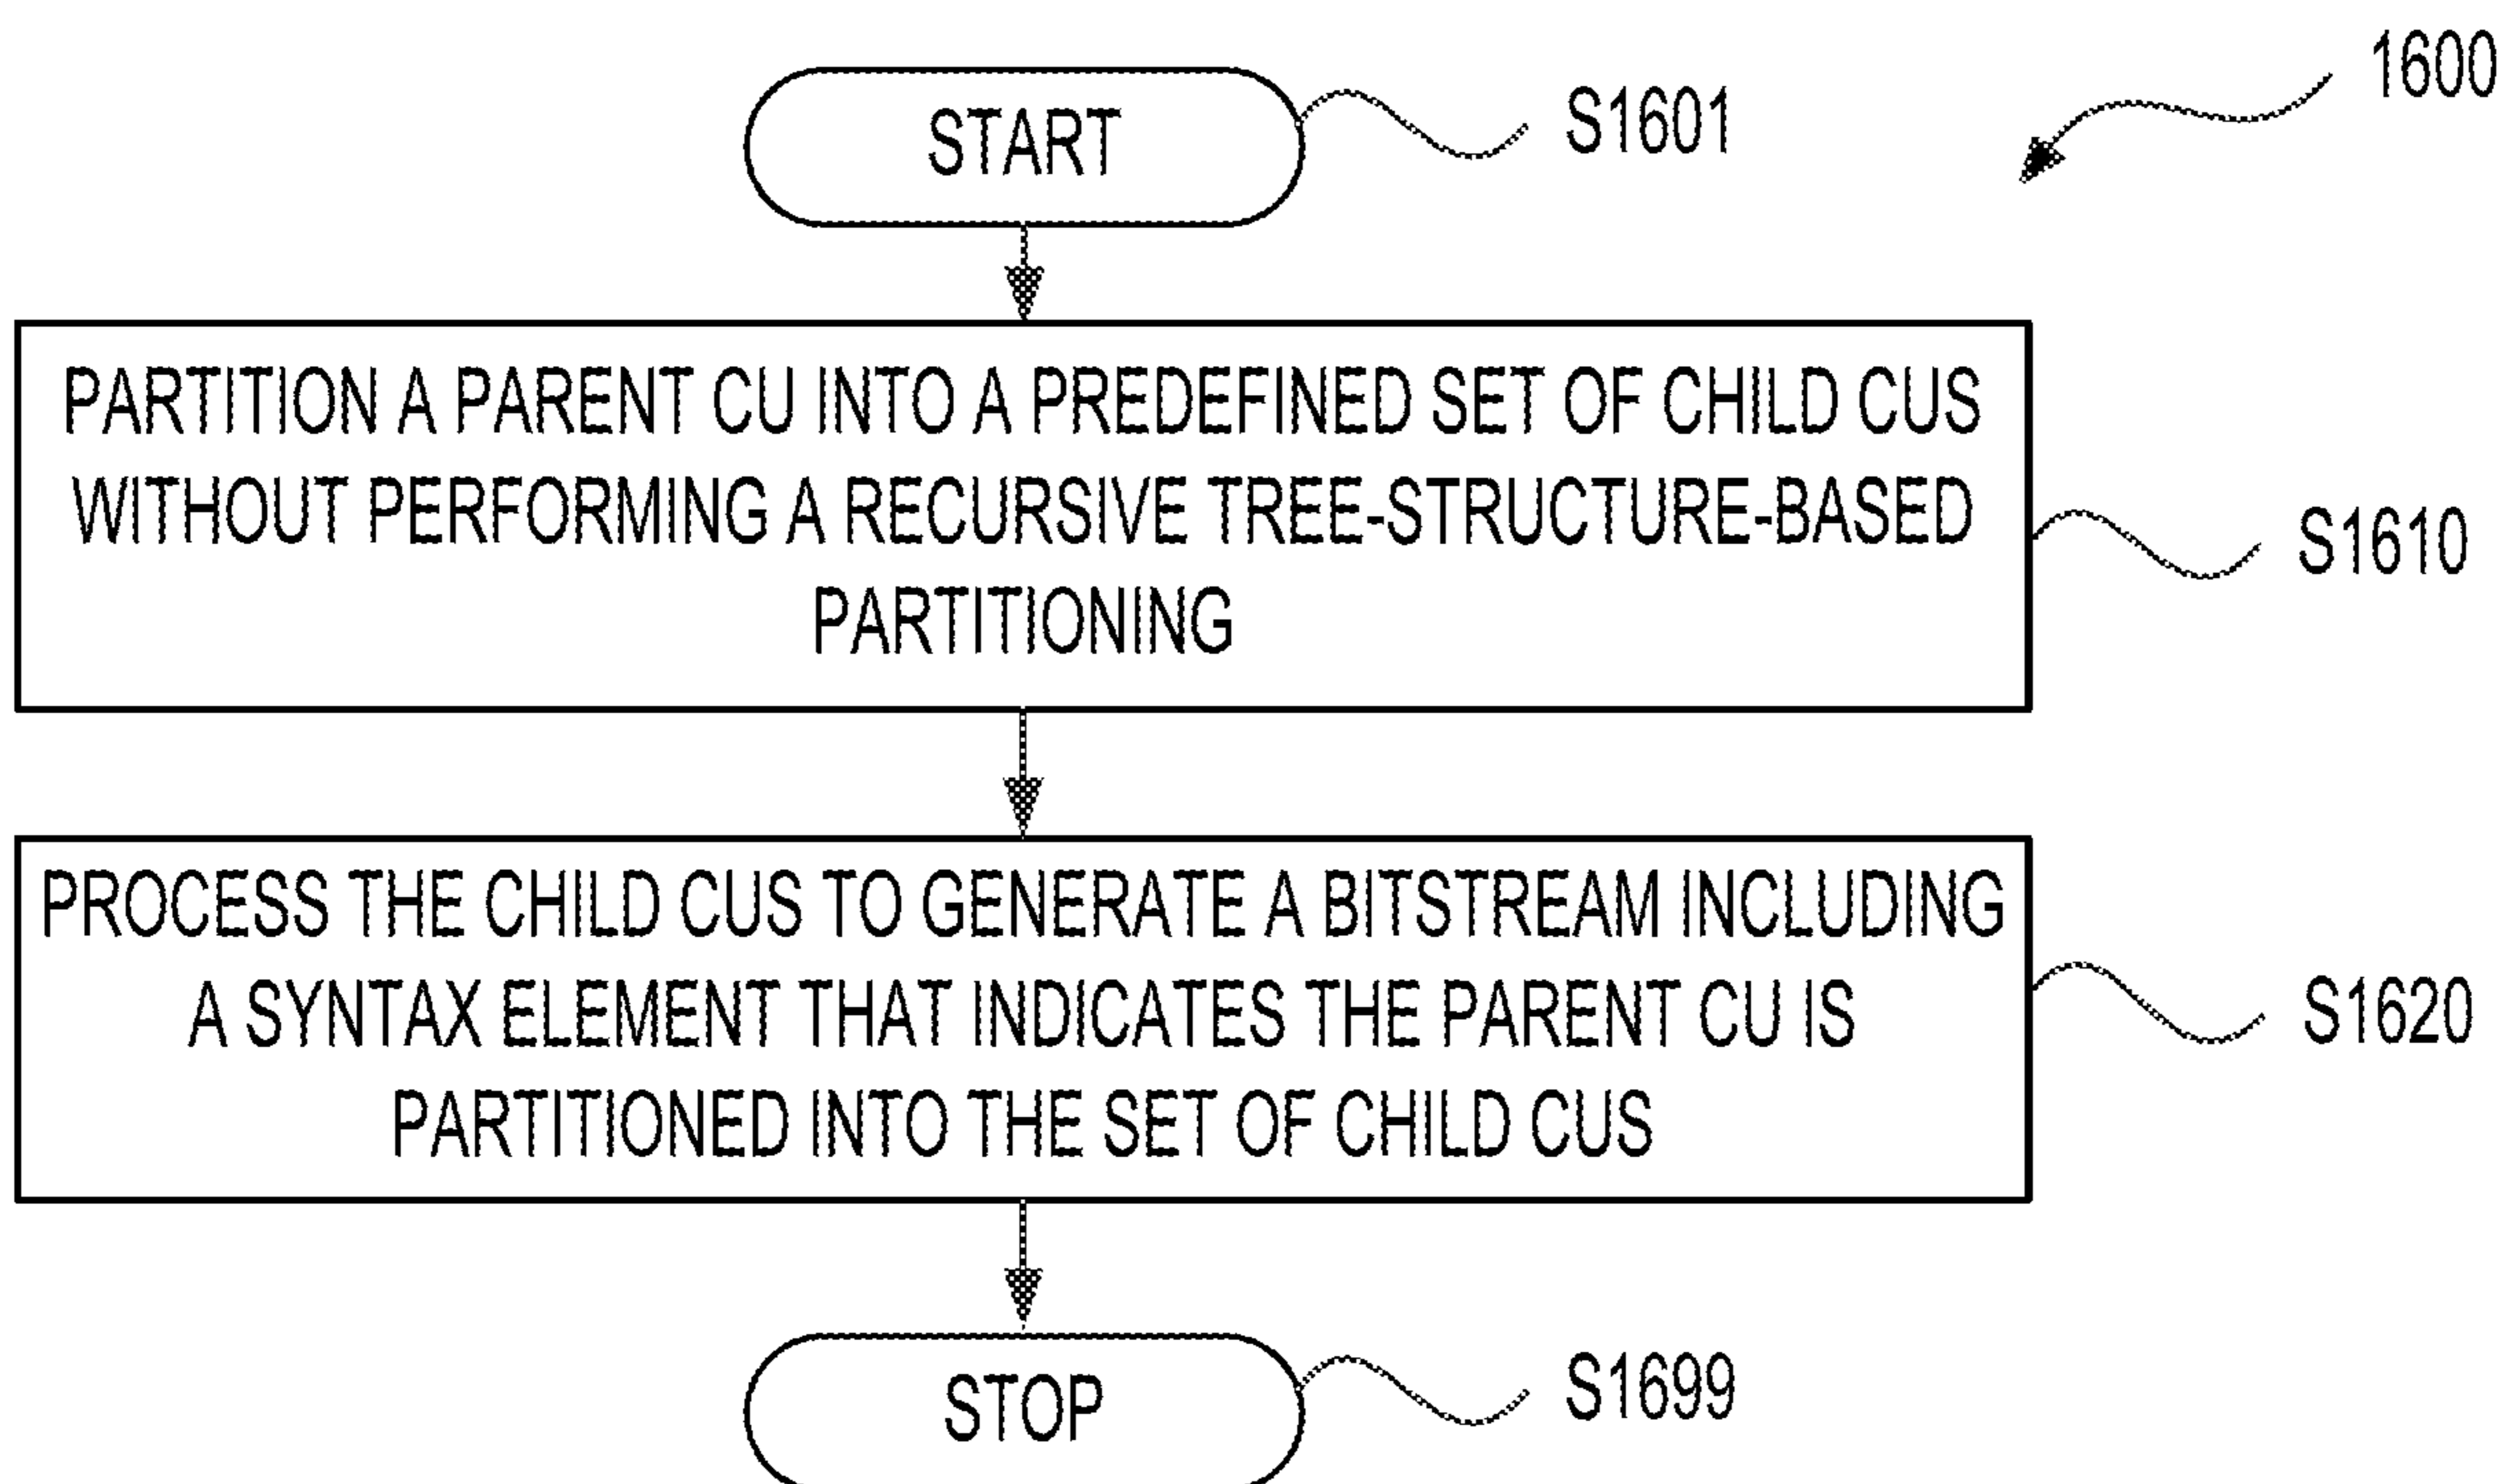 1600
START
S1601
PARTITION A PARENT CU INTO A PREDEFINED SET OF CHILD CUS
WITHOUT PERFORMING A RECURSIVE TREE-STRUCTURE-BASED
PARTITIONING
S1610
PROCESS THE CHILD CUS TO GENERATE A BITSTREAM INCLUDING
A SYNTAX ELEMENT THAT INDICATES THE PARENT CU IS
PARTITIONED INTO THE SET OF CHILD CUS
S1620
STOP
S1699